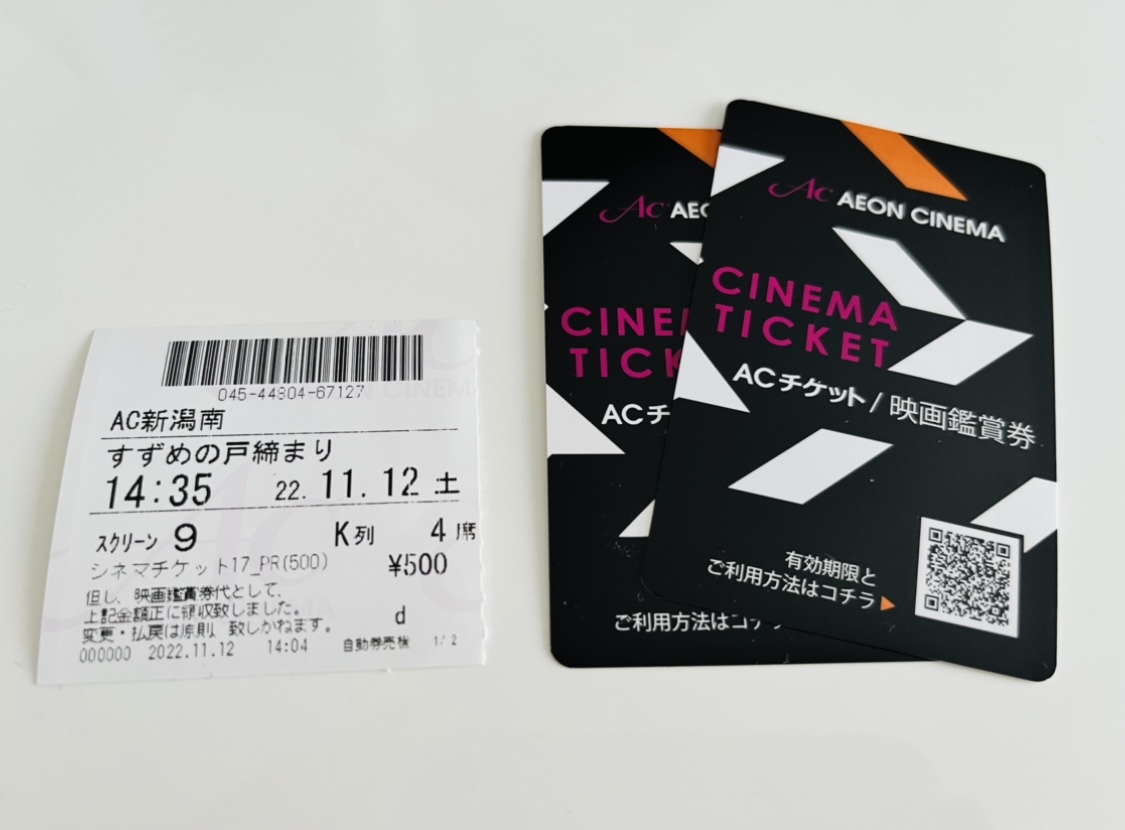 045-44804-67127
AC新潟南
すずめの戸締まり
14:35 22.11.12 土
スクリーン 9 K列 4席
シネマチケット17_PR(500) ¥500
但し、映画鑑賞券代として、
上記金額正に領収致しました。
変更・払戻は原則 致しかねます。 d
000000 2022.11.12 14:04 自動券売機 1/2
Ac AEO
CINE
TICK
ACチ
ご利用方法はコチ
Ac AEON CINEMA
CINEMA
TICKET
ACチケット/映画鑑賞券
有効期限と
ご利用方法はコチラ